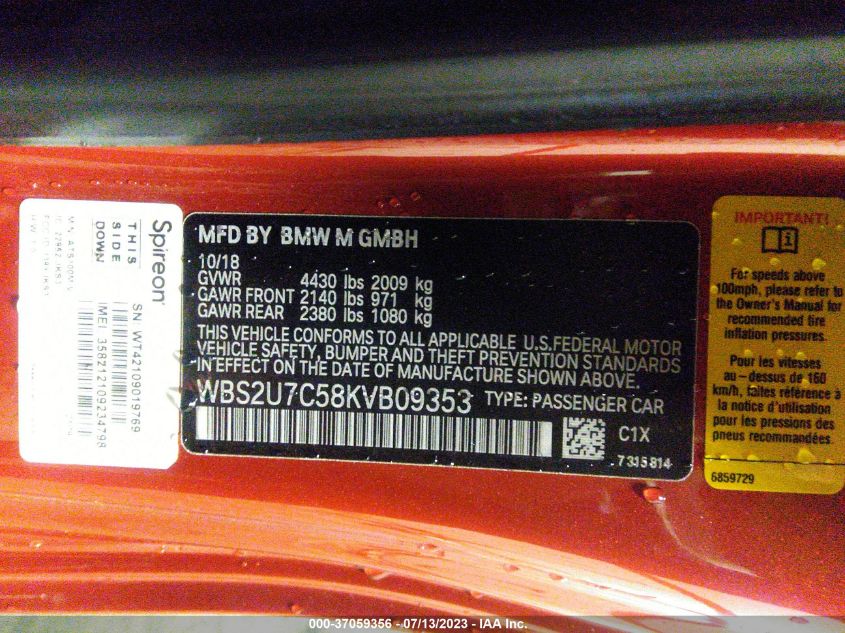 Spireon
THIS
SIDE
DOWN
SN: WT42109019769
IMEI: 358212109234798
MFD BY BMW M GMBH
10/18
GVWR 4430 lbs 2009 kg
GAWR FRONT 2140 lbs 971 kg
GAWR REAR 2380 lbs 1080 kg
THIS VEHICLE CONFORMS TO ALL APPLICABLE U.S.FEDERAL MOTOR
VEHICLE SAFETY, BUMPER AND THEFT PREVENTION STANDARDS
IN EFFECT ON THE DATE OF MANUFACTURE SHOWN ABOVE.
WBS2U7C58KVB09353 TYPE: PASSENGER CAR
C1X
7 335 814
IMPORTANT!
For speeds above
100mph, please refer to
the Owner's Manual for
recommended tire
inflation pressures.
Pour les vitesses
au-dessus de 160
km/h, faites référence à
la notice d'utilisation
pour les pressions des
pneus recommandées.
6859729
000-37059356 - 07/13/2023 - IAA Inc.